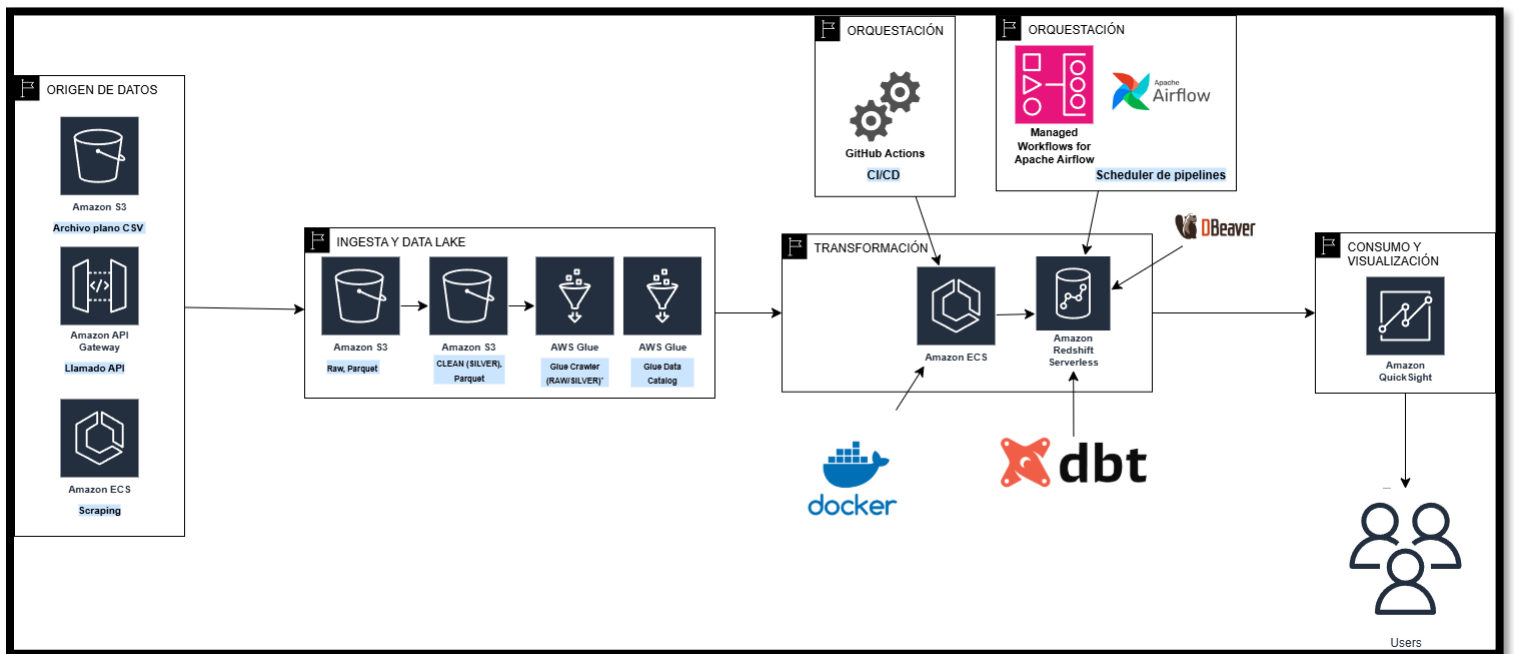 ORIGEN DE DATOS
Amazon S3
Archivo plano CSV
Amazon API
Gateway
Llamado API
Amazon ECS
Scraping
INGESTA Y DATA LAKE
Amazon S3
Raw, Parquet
Amazon S3
CLEAN (SILVER),
Parquet
AWS Glue
Glue Crawler
(RAW/SILVER)"
AWS Glue
Glue Data
Catalog
ORQUESTACIÓN
GitHub Actions
CI/CD
ORQUESTACIÓN
Managed
Workflows for
Apache Airflow
Apache
Airflow
Scheduler de pipelines
DBeaver
TRANSFORMACIÓN
Amazon ECS
Amazon
Redshift
Serverless
docker
dbt
CONSUMO Y
VISUALIZACIÓN
Amazon
QuickSight
Users